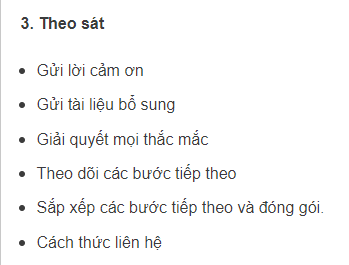 3. Theo sát
• Gửi lời cảm ơn
• Gửi tài liệu bổ sung
• Giải quyết mọi thắc mắc
• Theo dõi các bước tiếp theo
• Sắp xếp các bước tiếp theo và đóng gói.
• Cách thức liên hệ